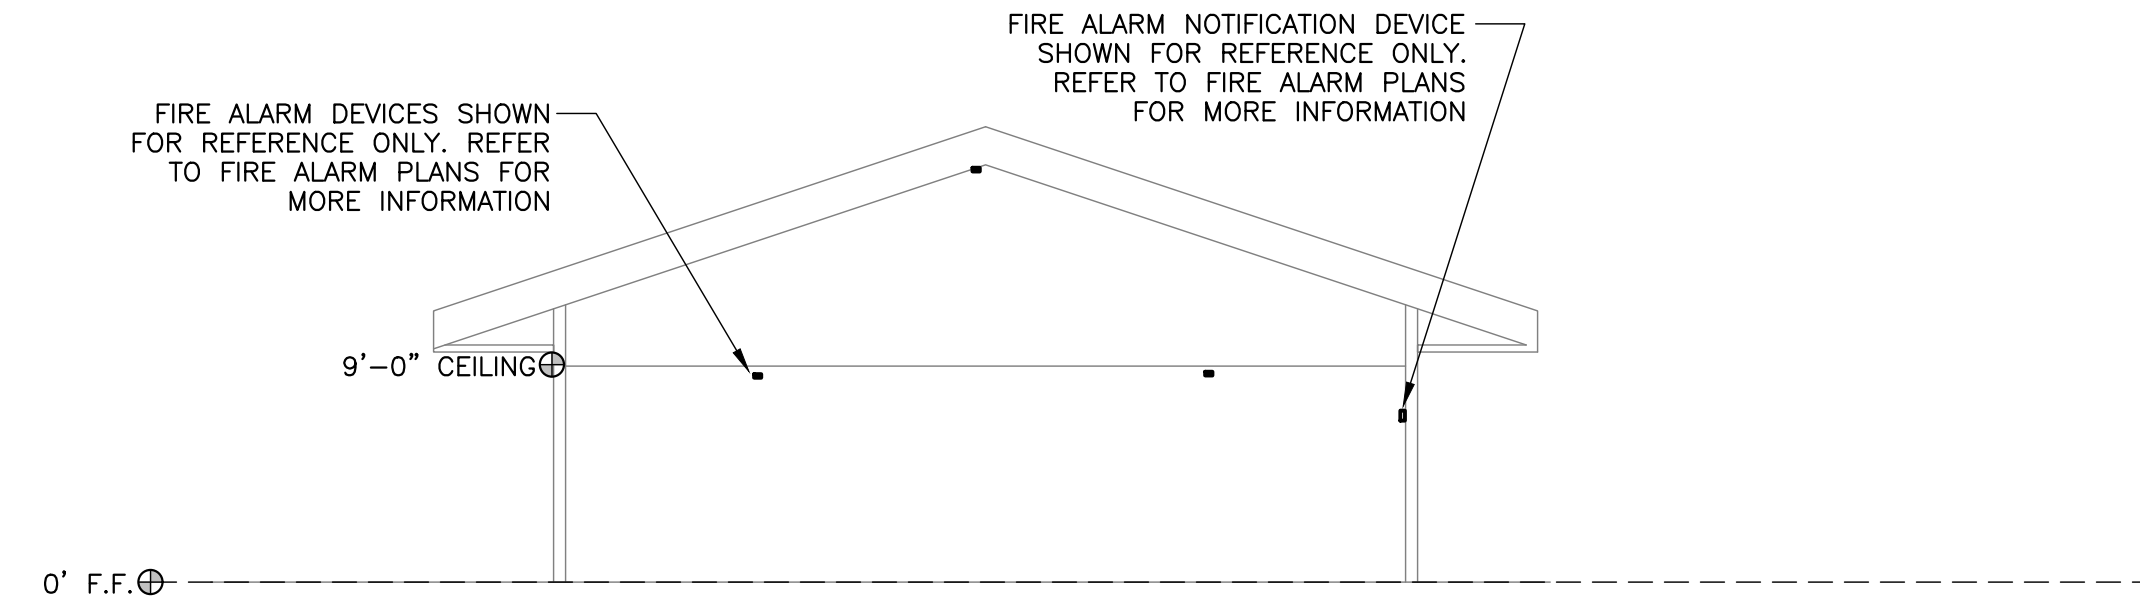 FIRE ALARM NOTIFICATION DEVICE
SHOWN FOR REFERENCE ONLY.
REFER TO FIRE ALARM PLANS
FOR MORE INFORMATION
FIRE ALARM DEVICES SHOWN
FOR REFERENCE ONLY. REFER
TO FIRE ALARM PLANS FOR
MORE INFORMATION
9'-0" CEILING
0' F.F.